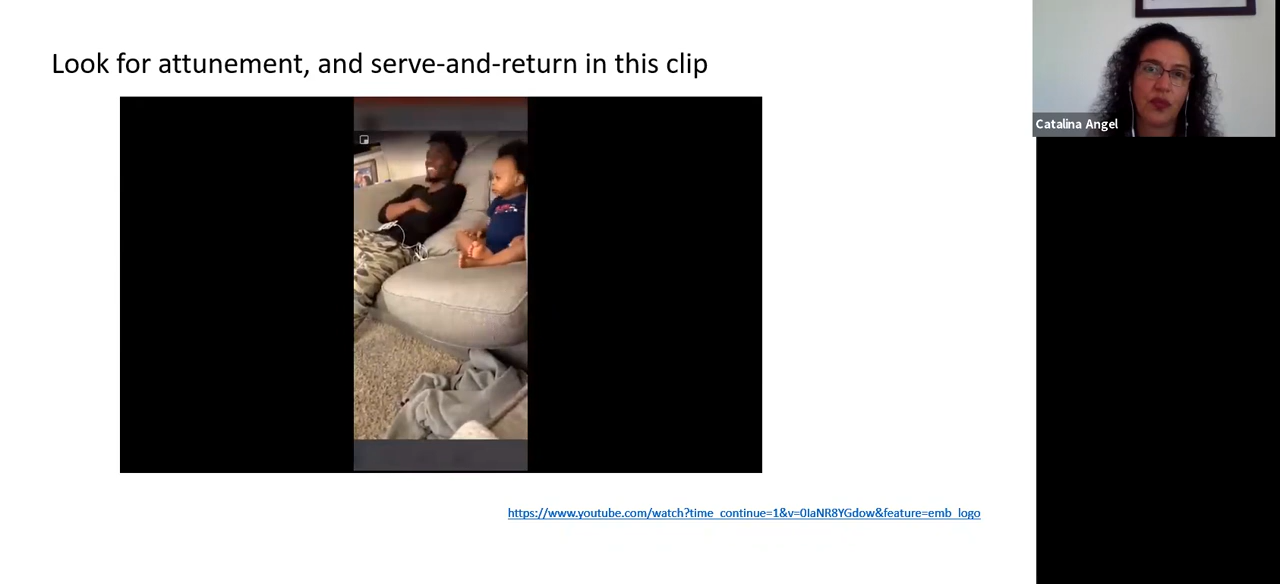 Look for attunement, and serve-and-return in this clip
Catalina Angel
https://www.youtube.com/watch?time_continue=1&v=0IaNR8YGdow&feature=emb_logo